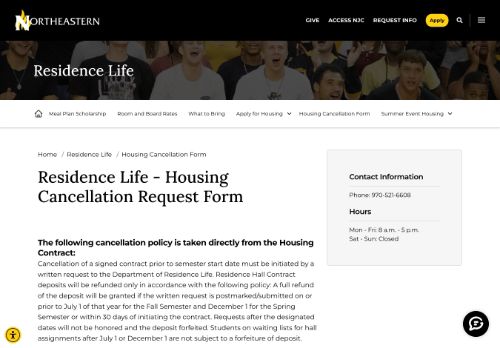 NORTHEASTERN
GIVE ACCESS NJC REQUEST INFO Apply
Residence Life
Meal Plan Scholarship Room and Board Rates What to Bring Apply for Housing Housing Cancellation Form Summer Event Housing
Home / Residence Life / Housing Cancellation Form
Residence Life - Housing
Cancellation Request Form
The following cancellation policy is taken directly from the Housing
Contract:
Cancellation of a signed contract prior to semester start date must be initiated by a
written request to the Department of Residence Life. Residence Hall Contract
deposits will be refunded only in accordance with the following policy: A full refund
of the deposit will be granted if the written request is postmarked/submitted on or
prior to July 1 of that year for the Fall Semester and December 1 for the Spring
Semester or within 30 days of initiating the contract. Requests after the designated
dates will not be honored and the deposit forfeited. Students on waiting lists for hall
assignments after July 1 or December 1 are not subject to a forfeiture of deposit.
Contact Information
Phone: 970-521-6608
Hours
Mon - Fri: 8 a.m. - 5 p.m.
Sat - Sun: Closed